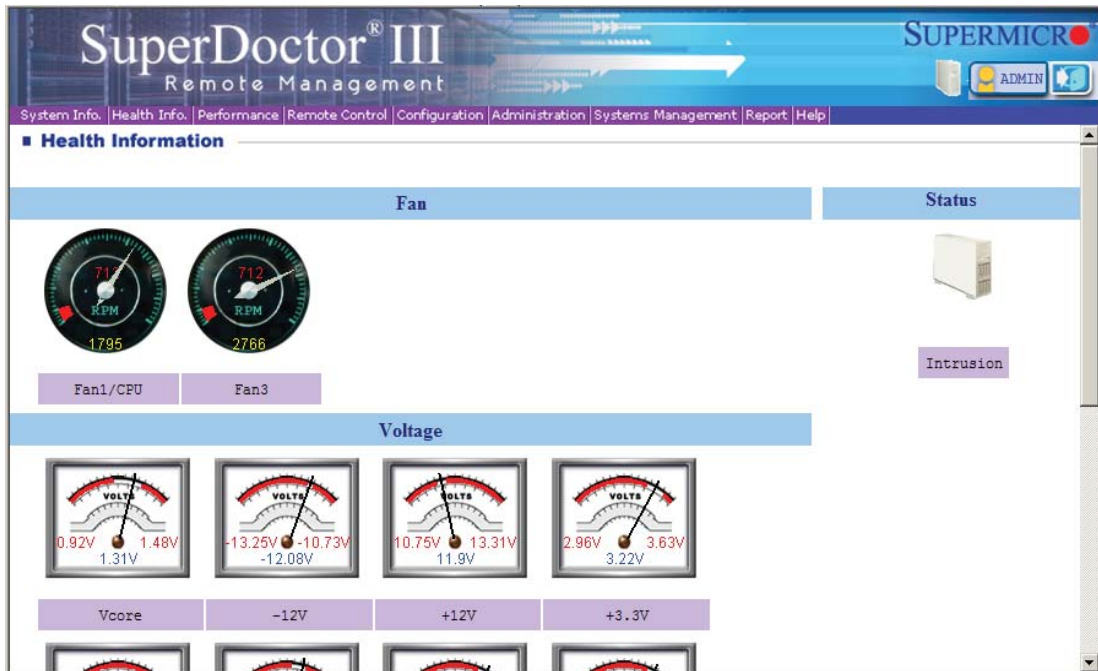 SuperDoctor® III
Remote Management
SUPERMICRO
ADMIN
System Info. Health Info. Performance Remote Control Configuration Administration Systems Management Report Help
Health Information
Fan
Status
712
RPM
1795
712
RPM
2766
Fan1/CPU
Fan3
Intrusion
Voltage
VOLTS
0.92V 1.48V
1.31V
VOLTS
-13.25V -10.73V
-12.08V
VOLTS
10.75V 13.31V
11.9V
VOLTS
2.96V 3.63V
3.22V
Vcore
-12V
+12V
+3.3V